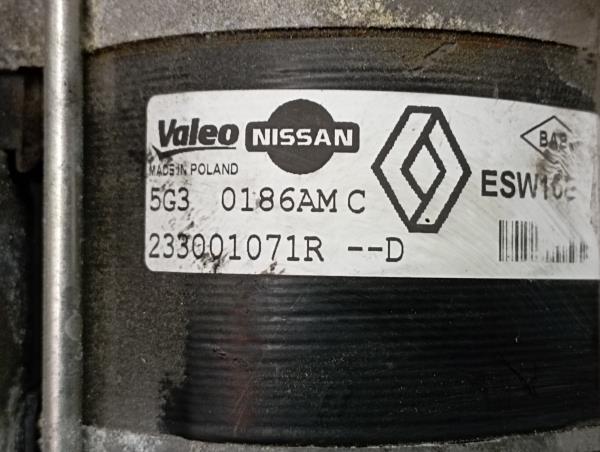 Valeo NISSAN
MADE IN POLAND
5G3 0186AM C
233001071R --D